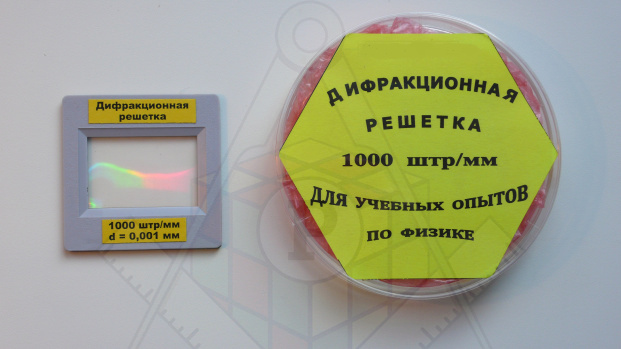 Дифракционная
решетка
1000 штр/мм
d = 0,001 мм
ДИФРАКЦИОННАЯ
РЕШЕТКА
1000 штр/мм
ДЛЯ УЧЕБНЫХ ОПЫТОВ
ПО ФИЗИКЕ